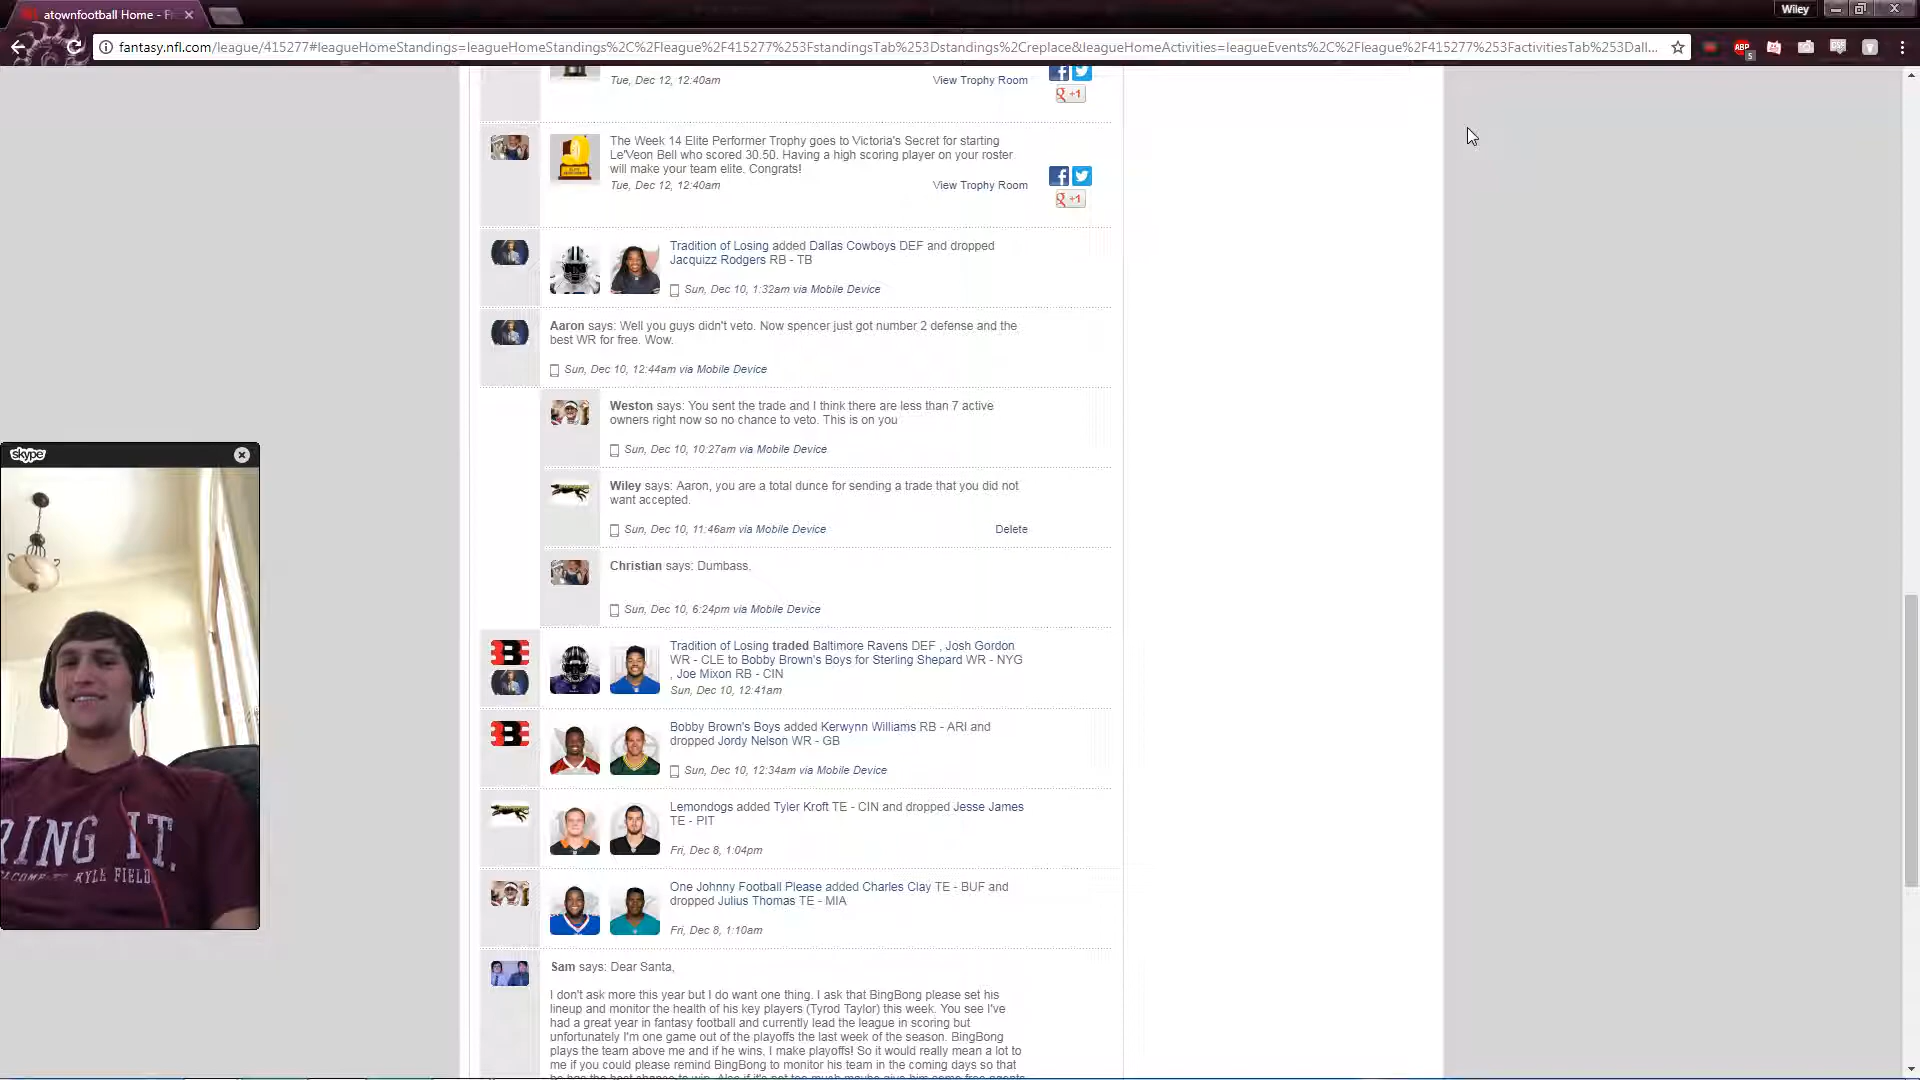 atownfootball Home - F
Wiley
fantasy.nfl.com/league/415277#leagueHomeStandings=leagueHomeStandings%2C%2Fleague%2F415277%253FstandingsTab%253Dstandings%2Creplace&leagueHomeActivities=leagueEvents%2C%2Fleague%2F415277%253FactivitiesTab%253Dall...
ABP
5
Tue, Dec 12, 12:40am View Trophy Room
g +1
The Week 14 Elite Performer Trophy goes to Victoria's Secret for starting
Le'Veon Bell who scored 30.50. Having a high scoring player on your roster
will make your team elite. Congrats!
Tue, Dec 12, 12:40am View Trophy Room
g +1
Tradition of Losing added Dallas Cowboys DEF and dropped
Jacquizz Rodgers RB - TB
Sun, Dec 10, 1:32am via Mobile Device
Aaron says: Well you guys didn't veto. Now spencer just got number 2 defense and the
best WR for free. Wow.
Sun, Dec 10, 12:44am via Mobile Device
Weston says: You sent the trade and I think there are less than 7 active
owners right now so no chance to veto. This is on you
Sun, Dec 10, 10:27am via Mobile Device
skype
Wiley says: Aaron, you are a total dunce for sending a trade that you did not
want accepted.
Sun, Dec 10, 11:46am via Mobile Device Delete
Christian says: Dumbass.
Sun, Dec 10, 6:24pm via Mobile Device
Tradition of Losing traded Baltimore Ravens DEF , Josh Gordon
WR - CLE to Bobby Brown's Boys for Sterling Shepard WR - NYG
, Joe Mixon RB - CIN
Sun, Dec 10, 12:41am
Bobby Brown's Boys added Kerwynn Williams RB - ARI and
dropped Jordy Nelson WR - GB
Sun, Dec 10, 12:34am via Mobile Device
Lemondogs added Tyler Kroft TE - CIN and dropped Jesse James
TE - PIT
Fri, Dec 8, 1:04pm
RING IT.
KYLE FIELD
One Johnny Football Please added Charles Clay TE - BUF and
dropped Julius Thomas TE - MIA
Fri, Dec 8, 1:10am
Sam says: Dear Santa,
I don't ask more this year but I do want one thing. I ask that BingBong please set his
lineup and monitor the health of his key players (Tyrod Taylor) this week. You see I've
had a great year in fantasy football and currently lead the league in scoring but
unfortunately I'm one game out of the playoffs the last week of the season. BingBong
plays the team above me and if he wins, I make playoffs! So it would really mean a lot to
me if you could please remind BingBong to monitor his team in the coming days so that